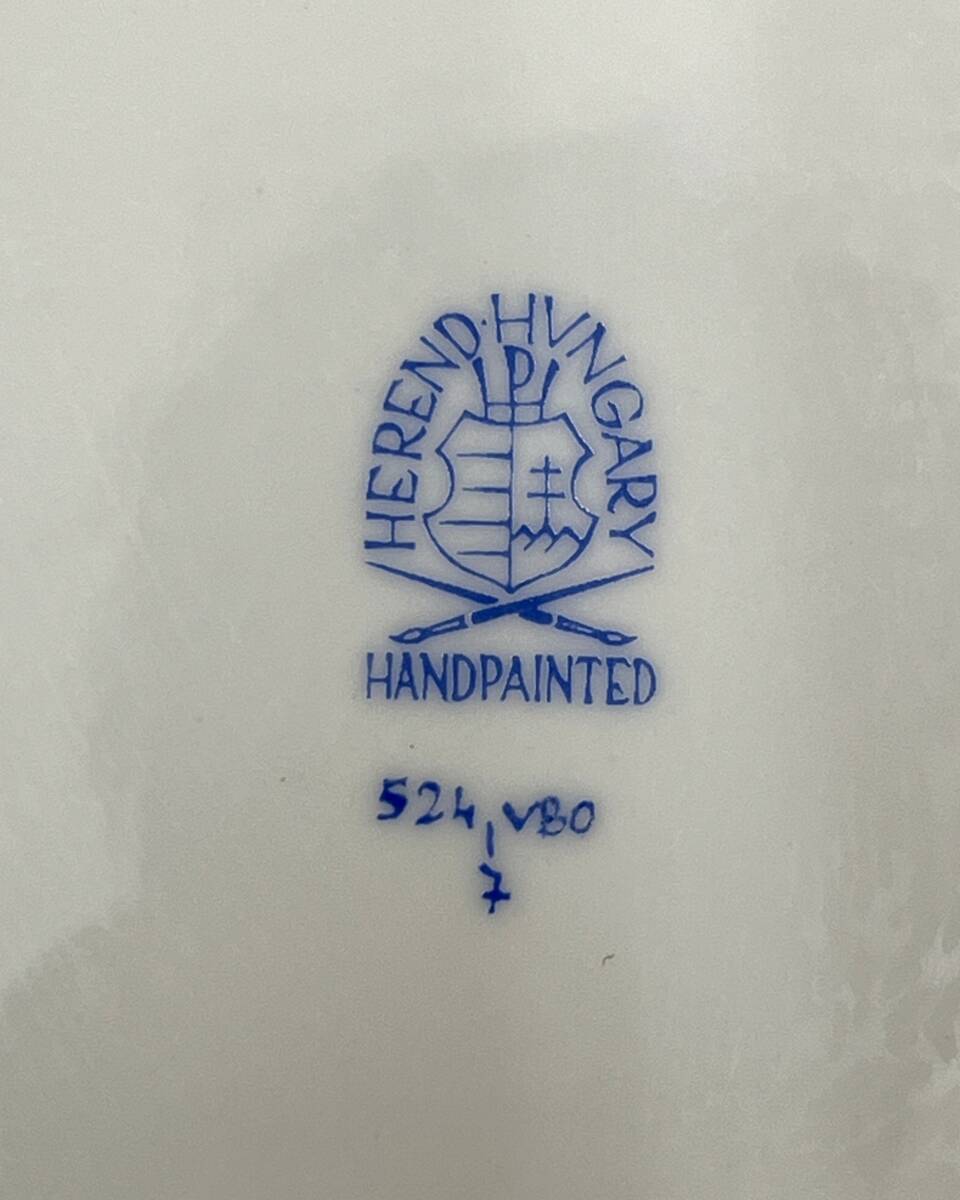 HEREND·HVNGARY
P
HANDPAINTED
524 VBO
7